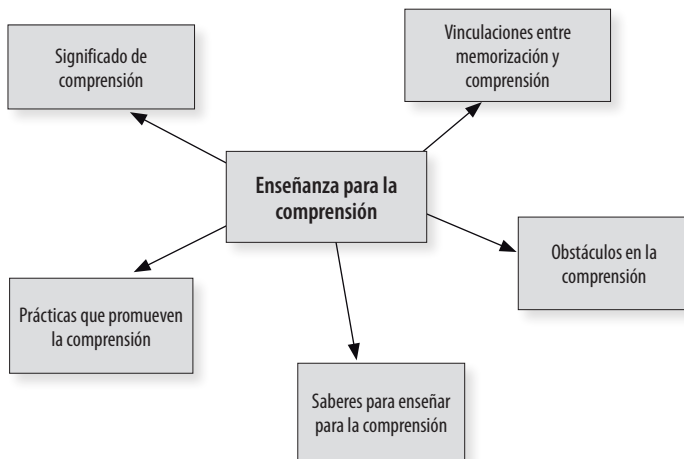 Significado de
comprensión
Vinculaciones entre
memorización y
comprensión
Enseñanza para la
comprensión
Obstáculos en la
comprensión
Prácticas que promueven
la comprensión
Saberes para enseñar
para la comprensión